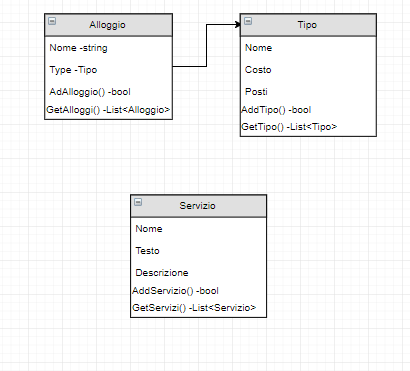 Alloggio
Nome -string
Type -Tipo
AdAlloggio() -bool
GetAlloggi() -List<Alloggio>
Tipo
Nome
Costo
Posti
AddTipo() -bool
GetTipo() -List<Tipo>
Servizio
Nome
Testo
Descrizione
AddServizio() -bool
GetServizi() -List<Servizio>